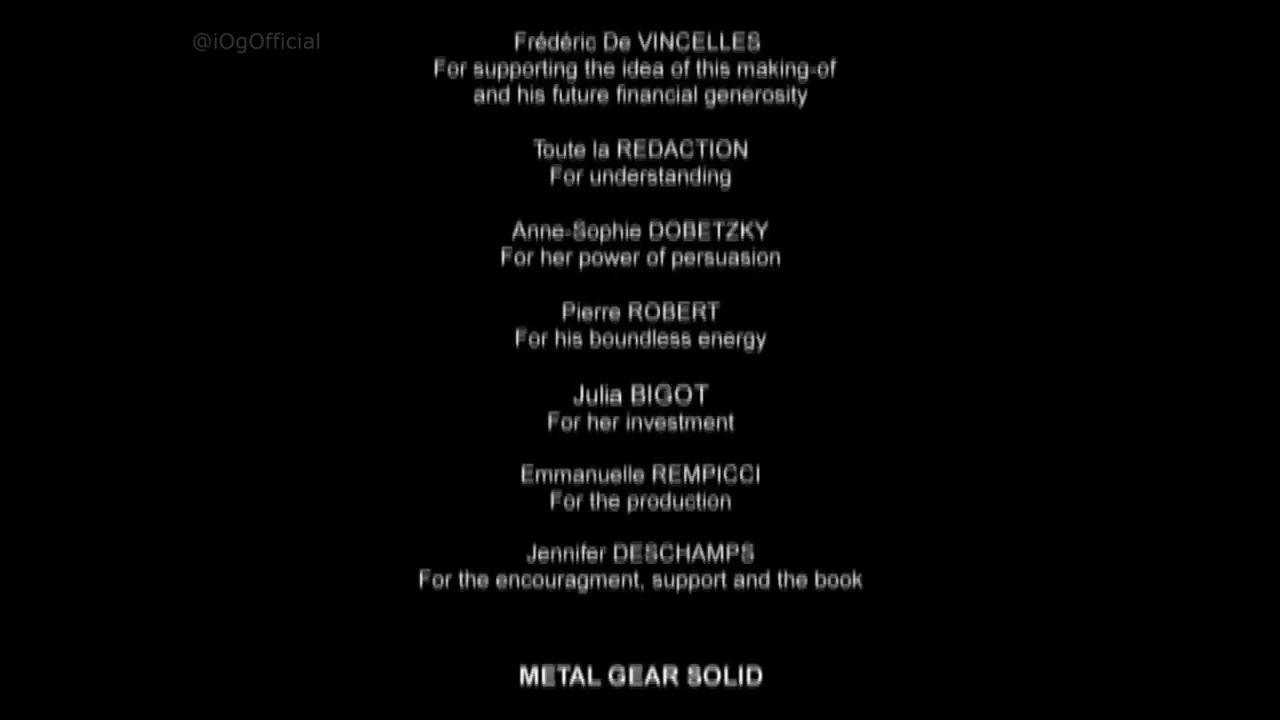 @iOgOfficial
Frédéric De VINCELLES
For supporting the idea of this making-of
and his future financial generosity
Toute la REDACTION
For understanding
Anne-Sophie DOBETZKY
For her power of persuasion
Pierre ROBERT
For his boundless energy
Julia BIGOT
For her investment
Emmanuelle REMPICCI
For the production
Jennifer DESCHAMPS
For the encouragment, support and the book
METAL GEAR SOLID